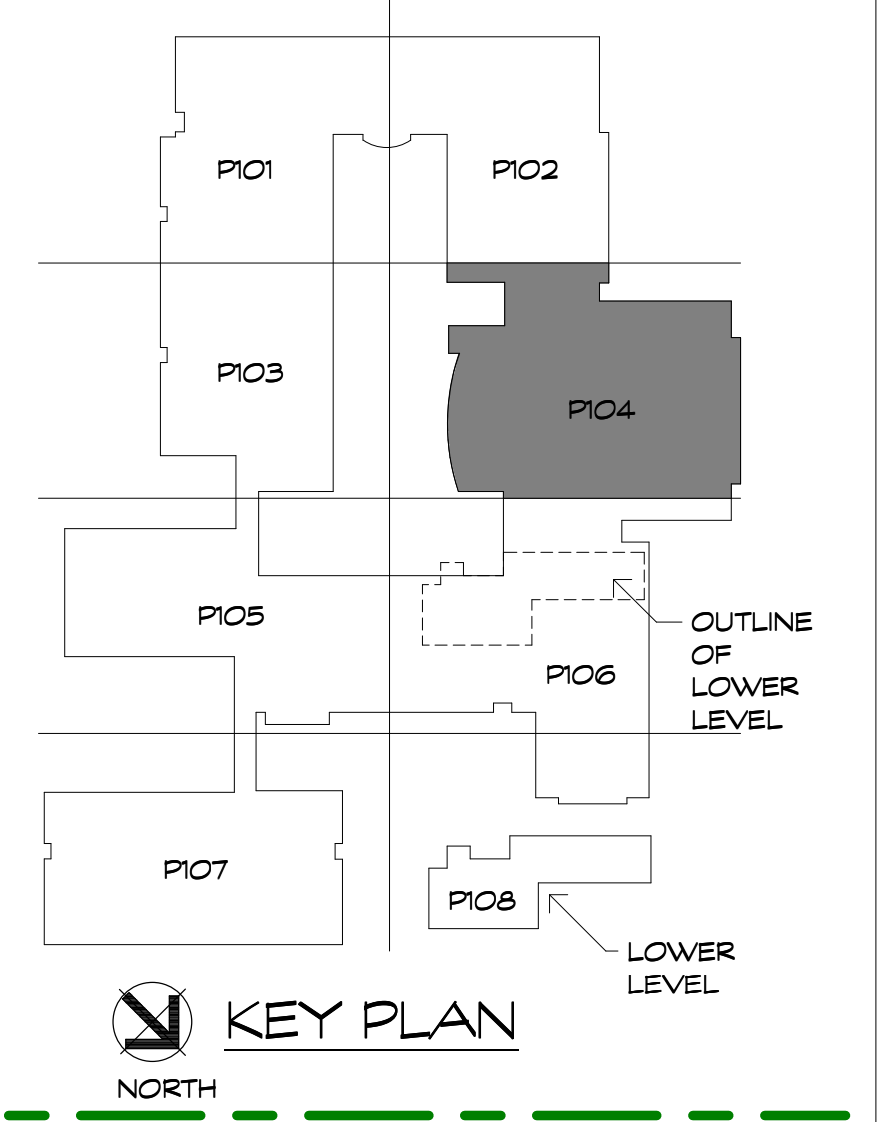 P101
P102
P103
P104
P105
OUTLINE
OF
LOWER
LEVEL
P106
P107
P108
LOWER
LEVEL
KEY PLAN
NORTH